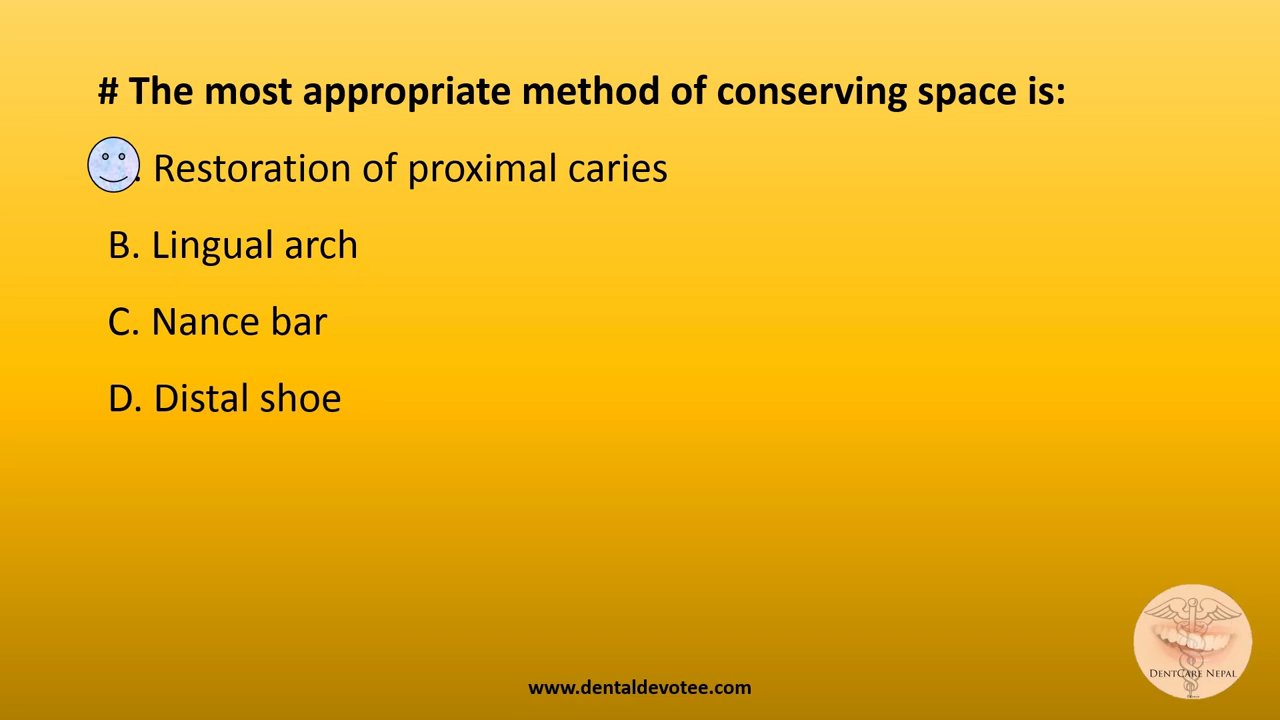 # The most appropriate method of conserving space is:
. Restoration of proximal caries
B. Lingual arch
C. Nance bar
D. Distal shoe
DENTCARE NEPAL
www.dentaldevotee.com